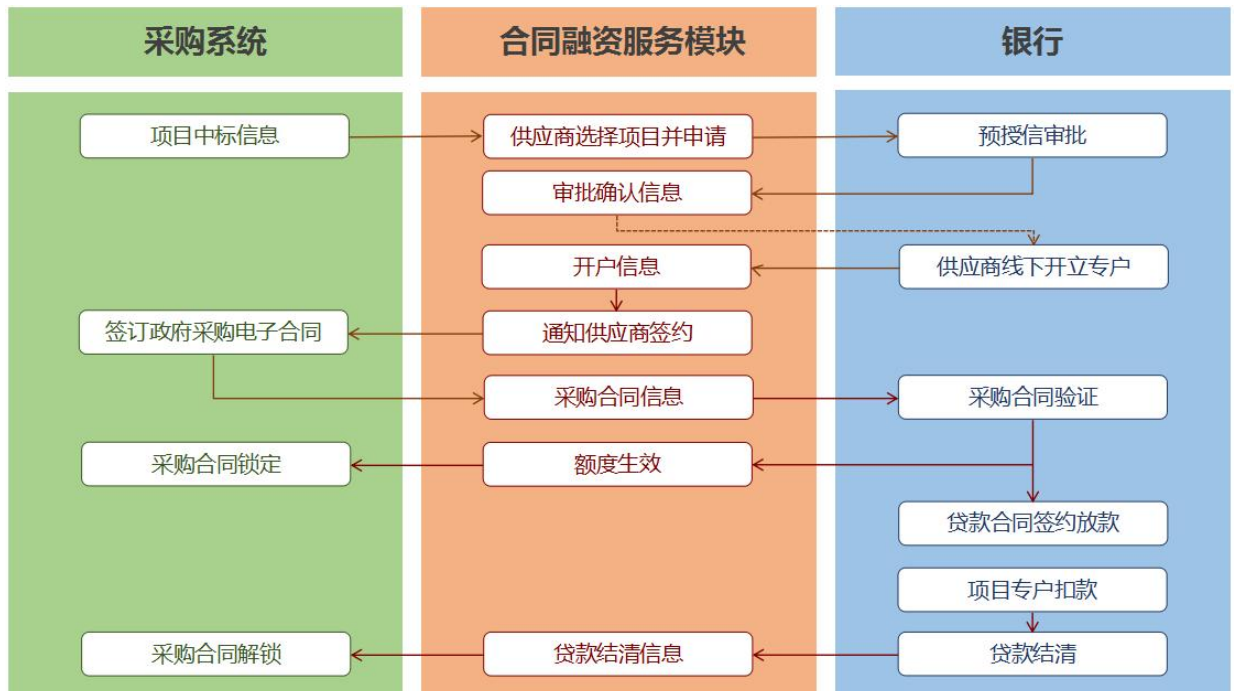 采购系统
合同融资服务模块
银行
项目中标信息
供应商选择项目并申请
预授信审批
审批确认信息
开户信息
供应商线下开立专户
签订政府采购电子合同
通知供应商签约
采购合同信息
采购合同验证
采购合同锁定
额度生效
贷款合同签约放款
项目专户扣款
采购合同解锁
贷款结清信息
贷款结清